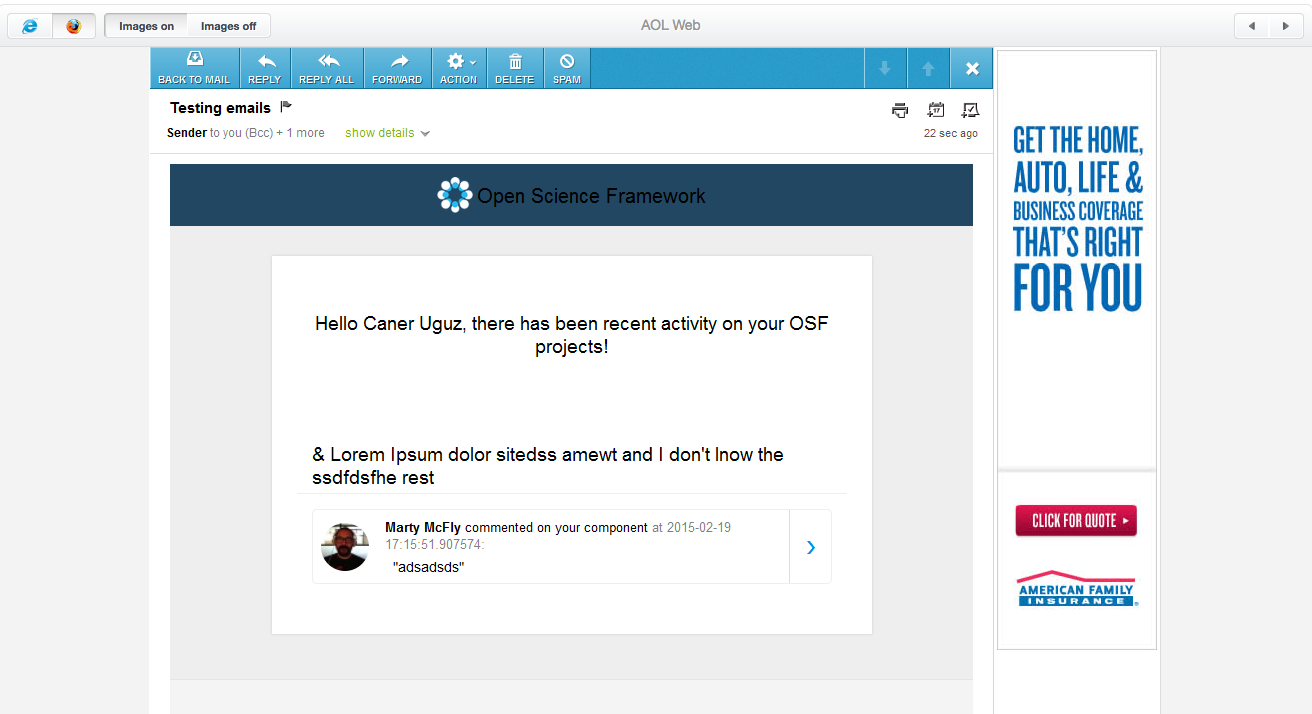 Images on
Images off
AOL Web
BACK TO MAIL
REPLY
REPLY ALL
FORWARD
ACTION
DELETE
SPAM
Testing emails
17
Sender to you (Bcc) + 1 more show details
22 sec ago
Open Science Framework
Hello Caner Uguz, there has been recent activity on your OSF
projects!
& Lorem Ipsum dolor sitedss amewt and I don't lnow the
ssdfdsfhe rest
Marty McFly commented on your component at 2015-02-19
17:15:51.907574:
"adsadsds"
GET THE HOME,
AUTO, LIFE &
BUSINESS COVERAGE
THAT'S RIGHT
FOR YOU
CLICK FOR QUOTE
AMERICAN FAMILY
INSURANCE